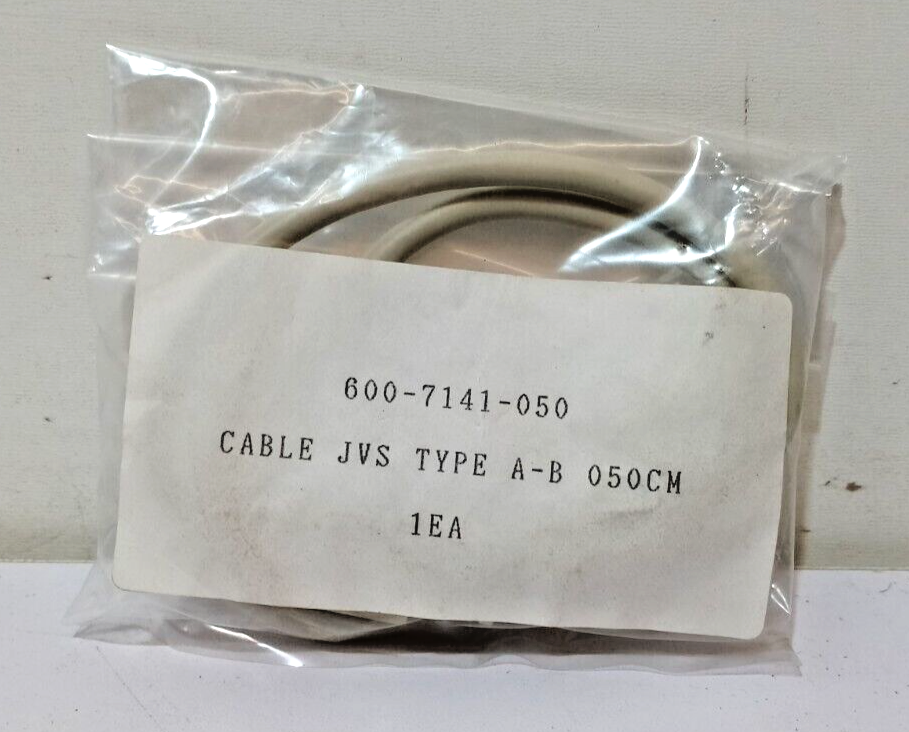 600-7141-050
CABLE JVS TYPE A-B 050CM
1EA